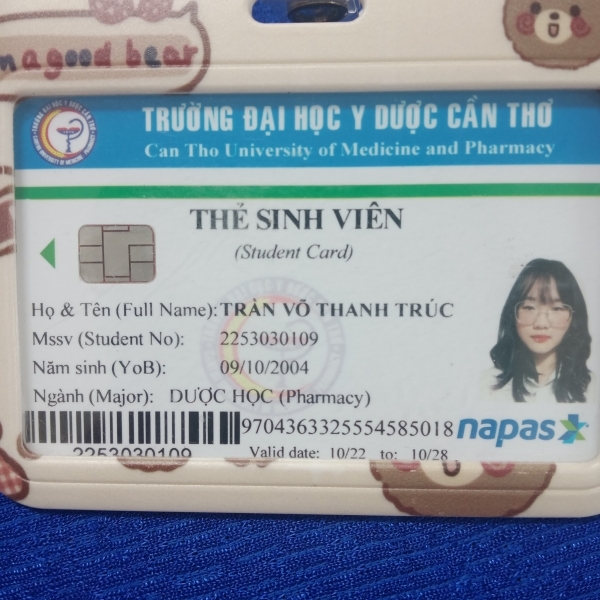 a good bear
TRƯỜNG ĐẠI HỌC Y DƯỢC CẦN THƠ
Can Tho University of Medicine and Pharmacy
THẺ SINH VIÊN
(Student Card)
Họ & Tên (Full Name): TRẦN VÕ THANH TRÚC
Mssv (Student No): 2253030109
Năm sinh (YoB): 09/10/2004
Ngành (Major): DƯỢC HỌC (Pharmacy)
9704363325554585018 napas
2253030109 Valid date: 10/22 to: 10/28